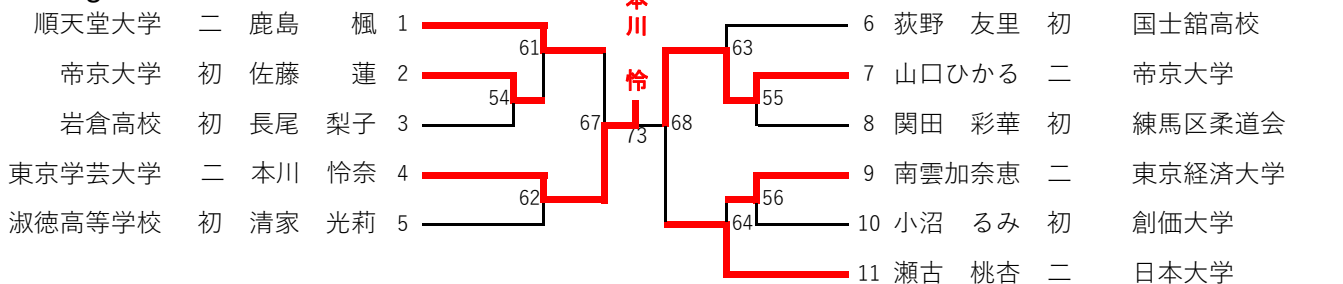 本川 怜
順天堂大学 二 鹿島 楓 1
帝京大学 初 佐藤 蓮 2
岩倉高校 初 長尾 梨子 3
東京学芸大学 二 本川 怜奈 4
淑徳高等学校 初 清家 光莉 5
61
54
67
62
73
68
63
55
56
64
6 荻野 友里 初 国士舘高校
7 山口ひかる 二 帝京大学
8 関田 彩華 初 練馬区柔道会
9 南雲加奈恵 二 東京経済大学
10 小沼 るみ 初 創価大学
11 瀬古 桃杏 二 日本大学